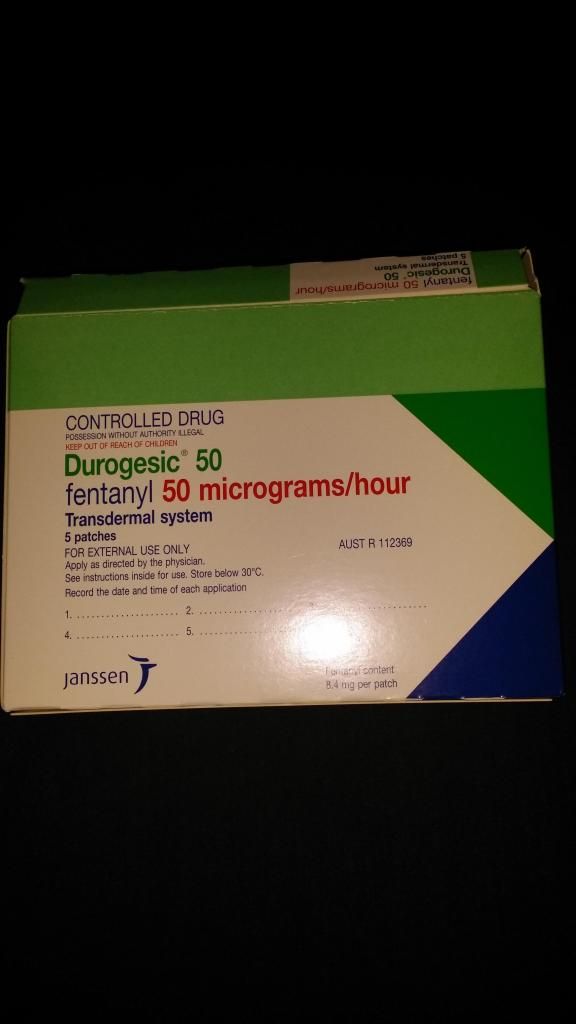 fentanyl 50 micrograms/hour
Durogesic® 50
Transdermal system
5 patches
CONTROLLED DRUG
POSSESSION WITHOUT AUTHORITY ILLEGAL
KEEP OUT OF REACH OF CHILDREN
Durogesic® 50
fentanyl 50 micrograms/hour
Transdermal system
5 patches
FOR EXTERNAL USE ONLY
AUST R 112369
Apply as directed by the physician.
See instructions inside for use. Store below 30°C.
Record the date and time of each application
1. .................... 2. .................... 3. ....................
4. .................... 5. ....................
janssen
Fentanyl content
8.4 mg per patch